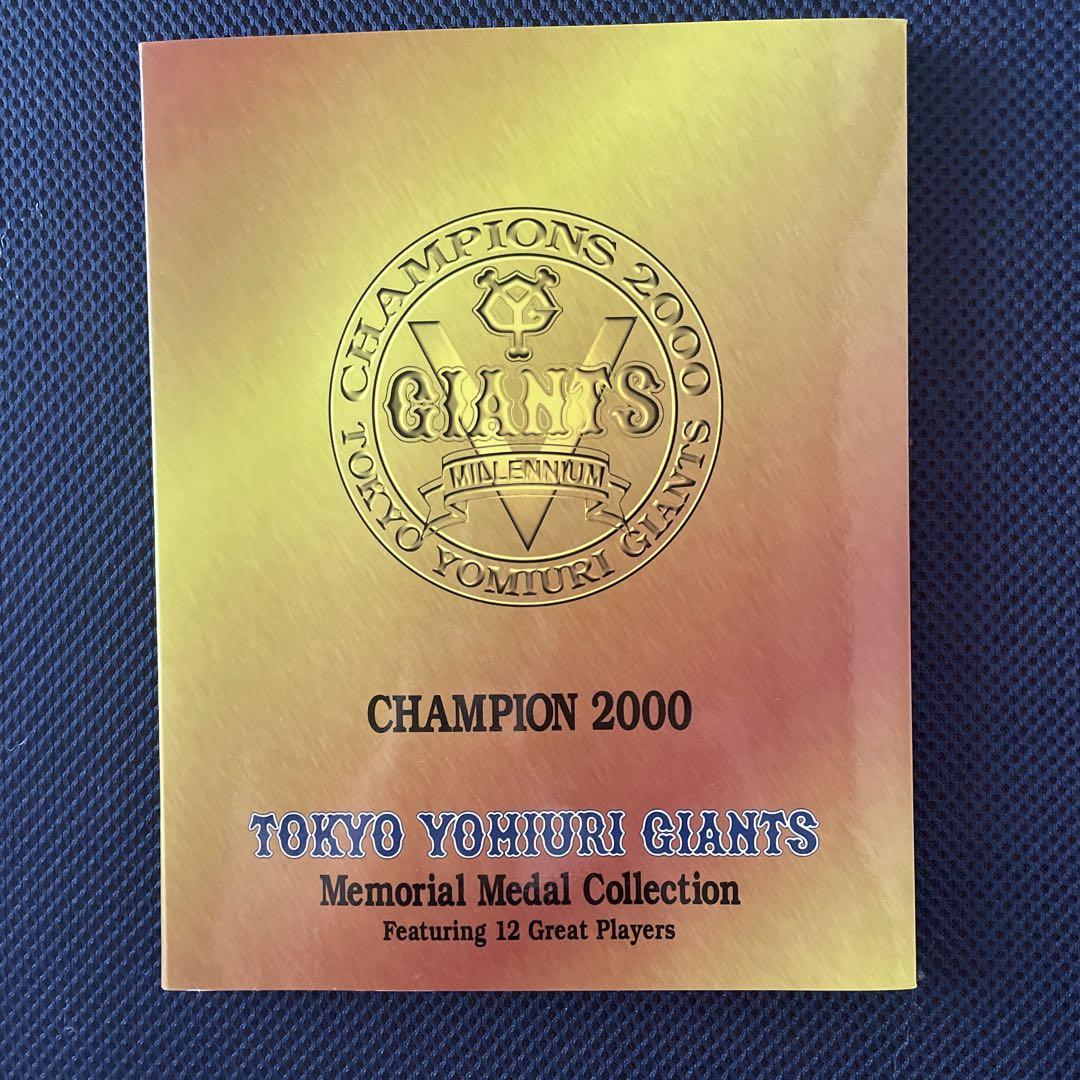 CHAMPIONS 2000
YG
GIANTS
MILLENNIUM
V
TOKYO YOMIURI GIANTS
CHAMPION 2000
TOKYO YOMIURI GIANTS
Memorial Medal Collection
Featuring 12 Great Players